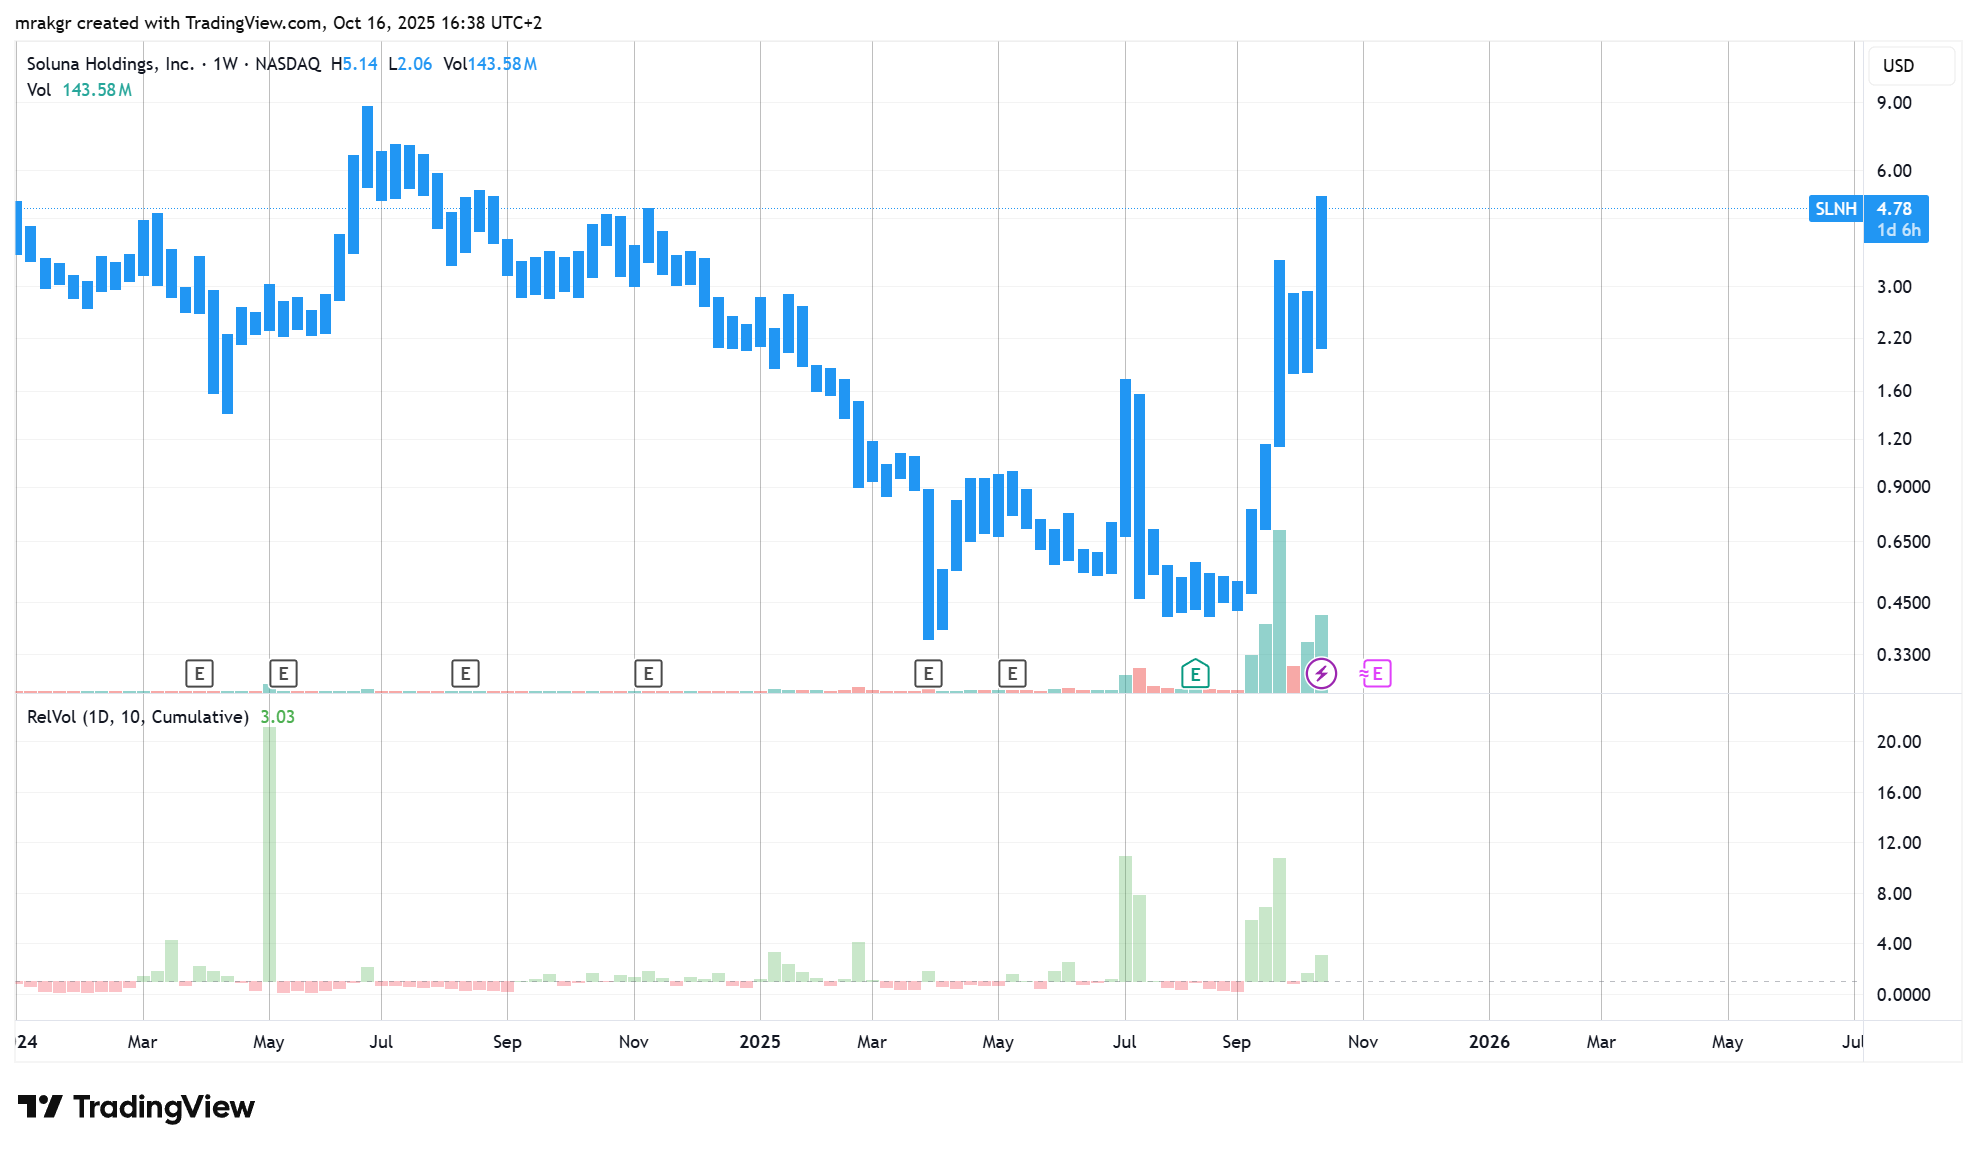 mrakgr created with TradingView.com, Oct 16, 2025 16:38 UTC+2
Soluna Holdings, Inc. · 1W · NASDAQ H5.14 L2.06 Vol143.58M
Vol 143.58M
USD
9.00
6.00
SLNH 4.78
1d 6h
3.00
2.20
1.60
1.20
0.9000
0.6500
0.4500
0.3300
E E E E E E E ≈E
RelVol (1D, 10, Cumulative) 3.03
20.00
16.00
12.00
8.00
4.00
0.0000
24 Mar May Jul Sep Nov 2025 Mar May Jul Sep Nov 2026 Mar May Jul
TradingView